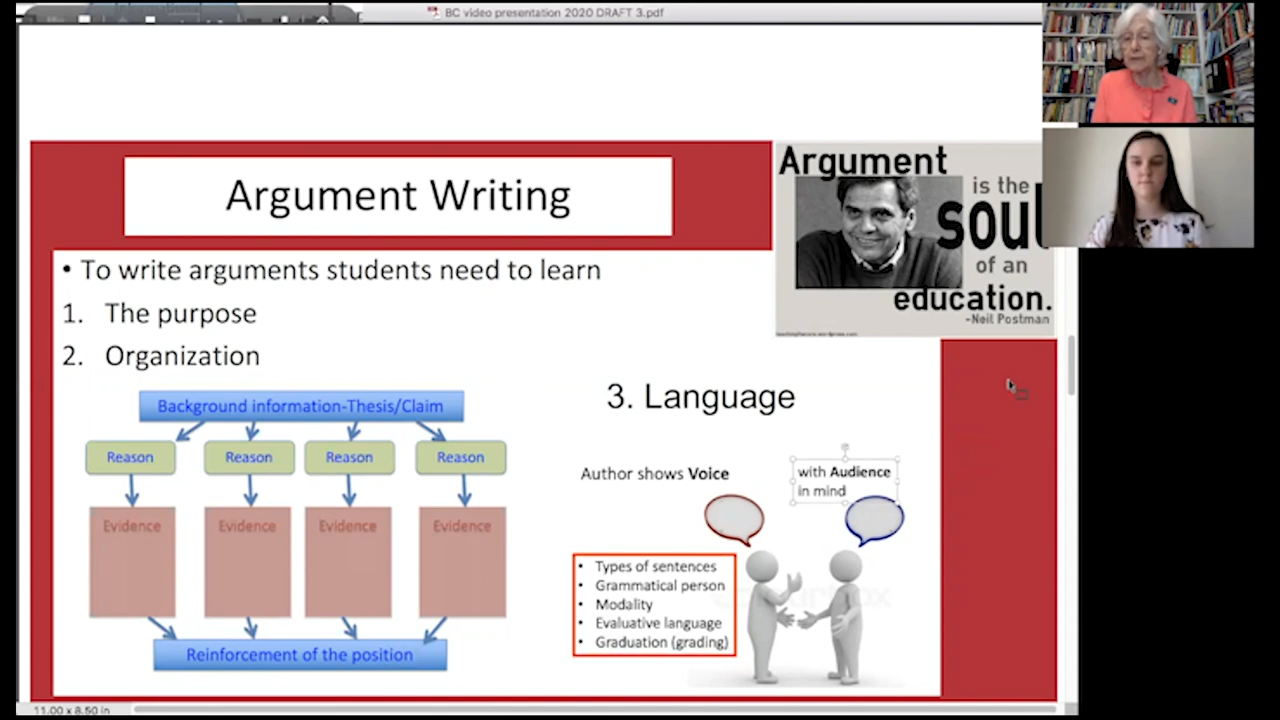 BC video presentation 2020 DRAFT 3.pdf
Argument Writing
Argument
is the
soul
of an
education.
-Neil Postman
• To write arguments students need to learn
1. The purpose
2. Organization
Background information-Thesis/Claim
Reason
Reason
Reason
Reason
Evidence
Evidence
Evidence
Evidence
Reinforcement of the position
3. Language
Author shows Voice
with Audience
in mind
• Types of sentences
• Grammatical person
• Modality
• Evaluative language
• Graduation (grading)
11.00 x 8.50 in